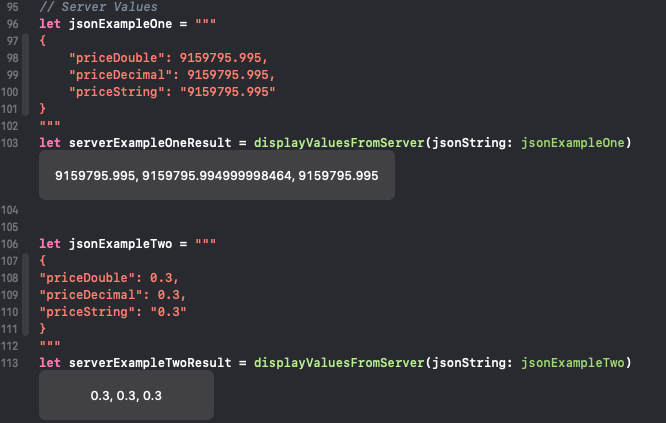 95 // Server Values
96 let jsonExampleOne = """
97 {
98     "priceDouble": 9159795.995,
99     "priceDecimal": 9159795.995,
100     "priceString": "9159795.995"
101 }
102 """
103 let serverExampleOneResult = displayValuesFromServer(jsonString: jsonExampleOne)
9159795.995, 9159795.994999998464, 9159795.995
104
105
106 let jsonExampleTwo = """
107 {
108 "priceDouble": 0.3,
109 "priceDecimal": 0.3,
110 "priceString": "0.3"
111 }
112 """
113 let serverExampleTwoResult = displayValuesFromServer(jsonString: jsonExampleTwo)
0.3, 0.3, 0.3